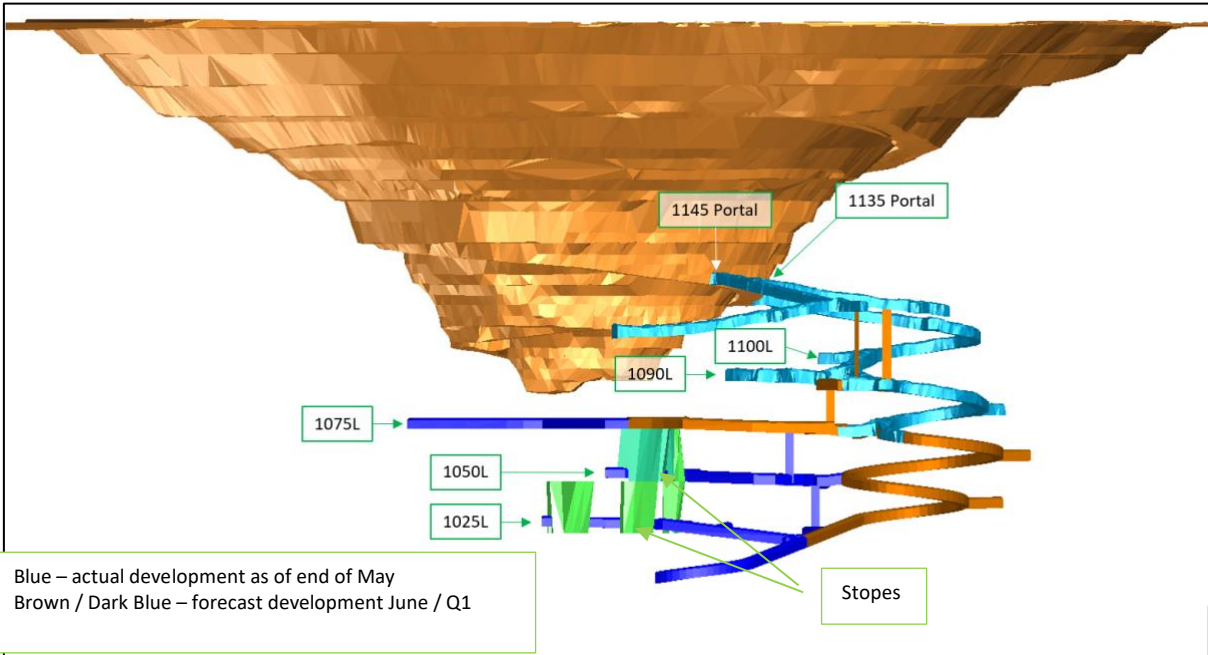 1145 Portal
1135 Portal
1100L
1090L
1075L
1050L
1025L
Stopes
Blue – actual development as of end of May
Brown / Dark Blue – forecast development June / Q1